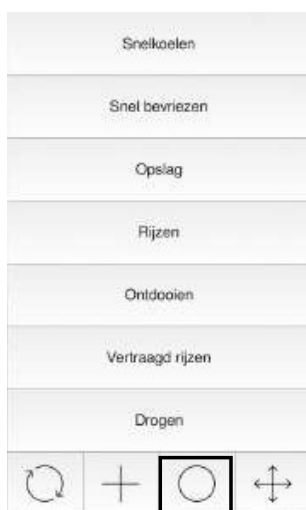 Snelkoelen
Snel bevriezen
Opslag
Rijzen
Ontdooien
Vertraagd rijzen
Drogen